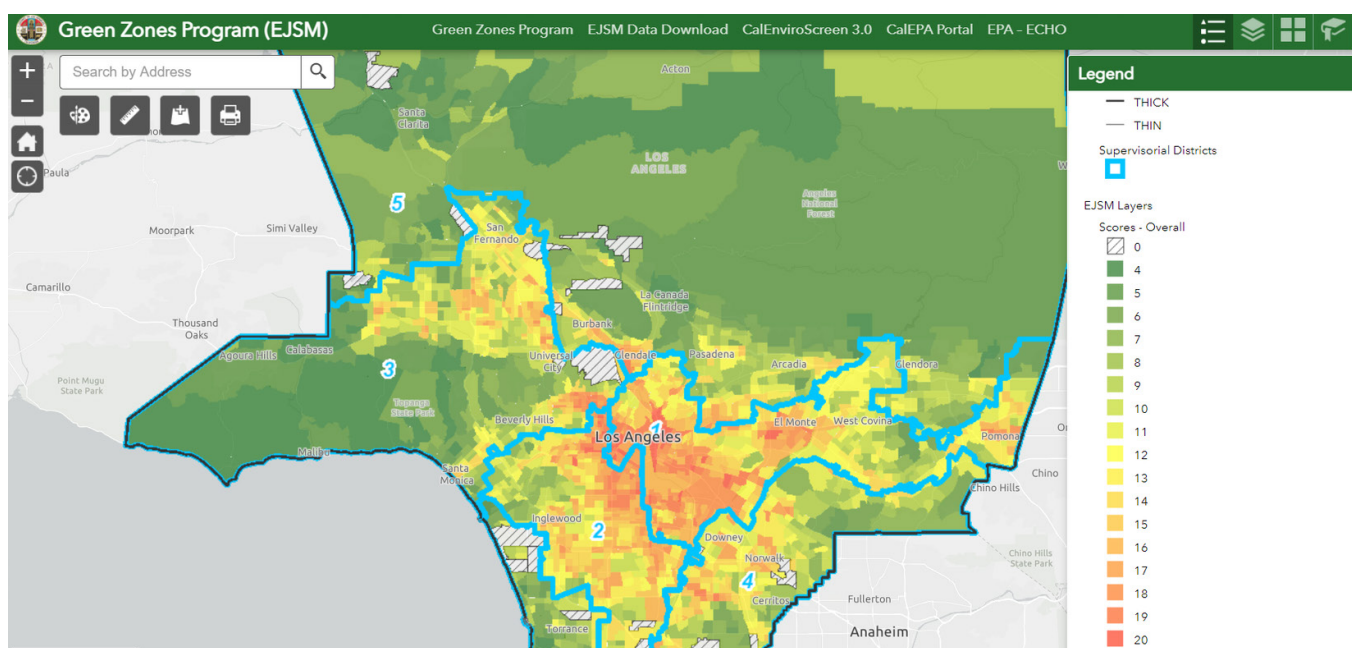 Green Zones Program (EJSM)
Green Zones Program EJSM Data Download CalEnviroScreen 3.0 CalEPA Portal EPA - ECHO
+
Search by Address
−
Legend
THICK
THIN
Supervisorial Districts
EJSM Layers
Scores - Overall
0
4
5
6
7
8
9
10
11
12
13
14
15
16
17
18
19
20
Acton
Santa
Clarita
LOS
ANGELES
Paula
Angeles
National
Forest
5
Moorpark
Simi Valley
San
Fernando
Camarillo
La Canada
Flintridge
Thousand
Oaks
Burbank
Agoura Hills
Calabasas
Universal
City
Glendale
Pasadena
Arcadia
Glendora
3
Point Mugu
State Park
Topanga
State Park
Beverly Hills
1
El Monte
West Covina
Los Angeles
Pomona
Malibu
Santa
Monica
Chino
Chino Hills
Inglewood
2
Downey
Norwalk
Chino Hills
State Park
4
Cerritos
Fullerton
Torrance
Anaheim